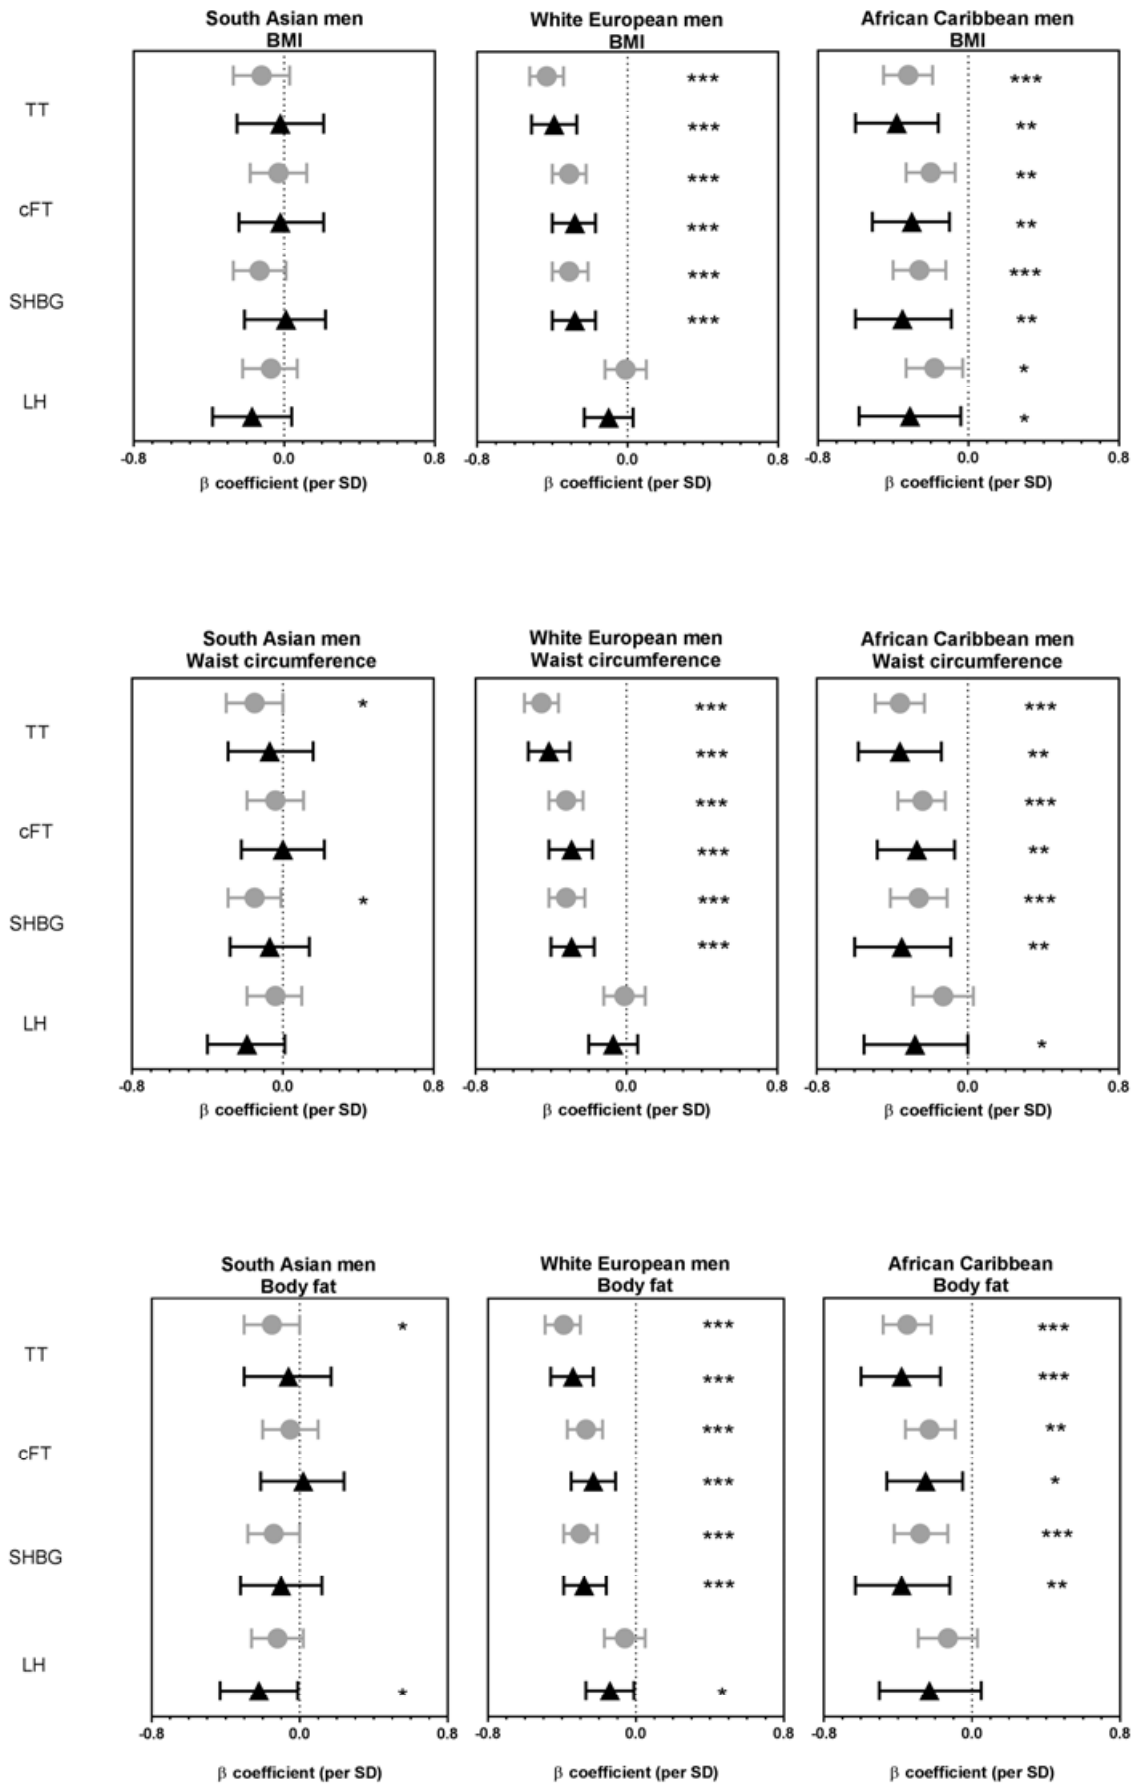 South Asian men White European men African Caribbean men
BMI BMI BMI
*** ***
TT
*** **
*** **
cFT
*** **
*** ***
SHBG
*** **
*
LH
*
-0.8 0.0 0.8 -0.8 0.0 0.8 -0.8 0.0 0.8
β coefficient (per SD) β coefficient (per SD) β coefficient (per SD)
South Asian men White European men African Caribbean men
Waist circumference Waist circumference Waist circumference
* *** ***
TT
*** **
*** ***
cFT
*** **
* *** ***
SHBG
*** **
LH
*
-0.8 0.0 0.8 -0.8 0.0 0.8 -0.8 0.0 0.8
β coefficient (per SD) β coefficient (per SD) β coefficient (per SD)
South Asian men White European men African Caribbean
Body fat Body fat Body fat
* *** ***
TT
*** ***
*** **
cFT
*** *
*** ***
SHBG
*** **
LH
* *
-0.8 0.0 0.8 -0.8 0.0 0.8 -0.8 0.0 0.8
β coefficient (per SD) β coefficient (per SD) β coefficient (per SD)